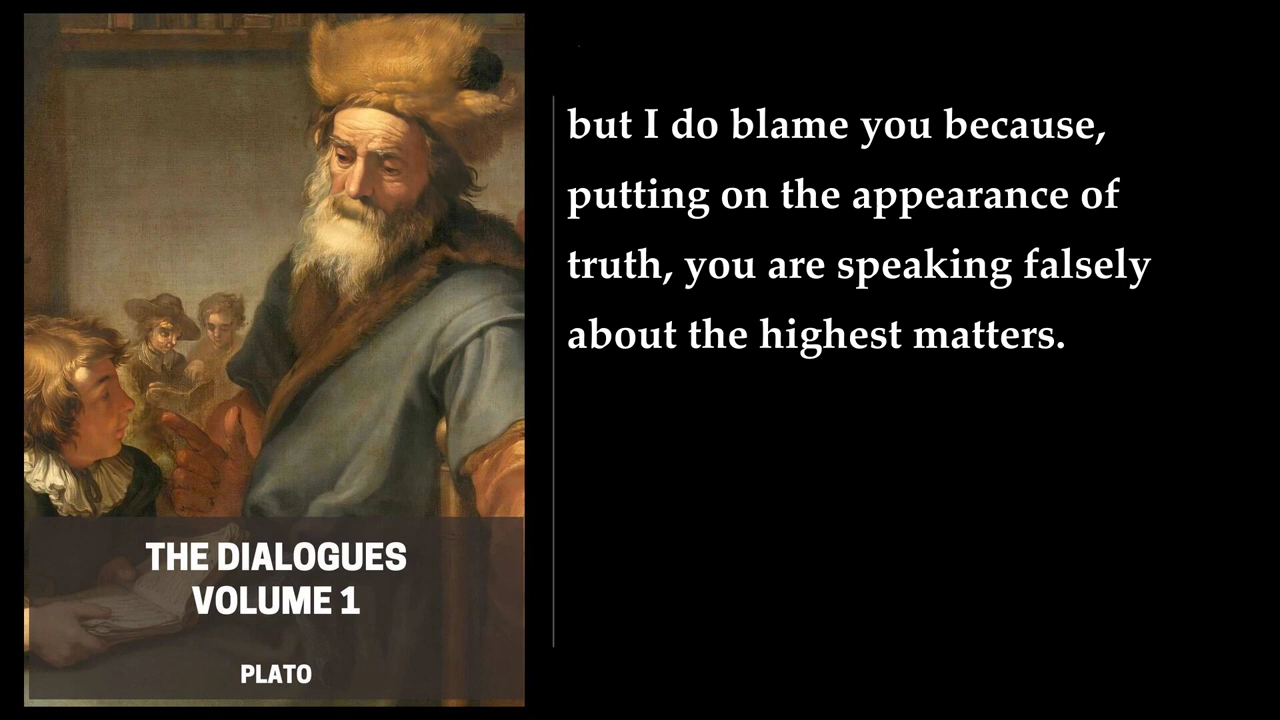 THE DIALOGUES
VOLUME 1
PLATO
but I do blame you because,
putting on the appearance of
truth, you are speaking falsely
about the highest matters.